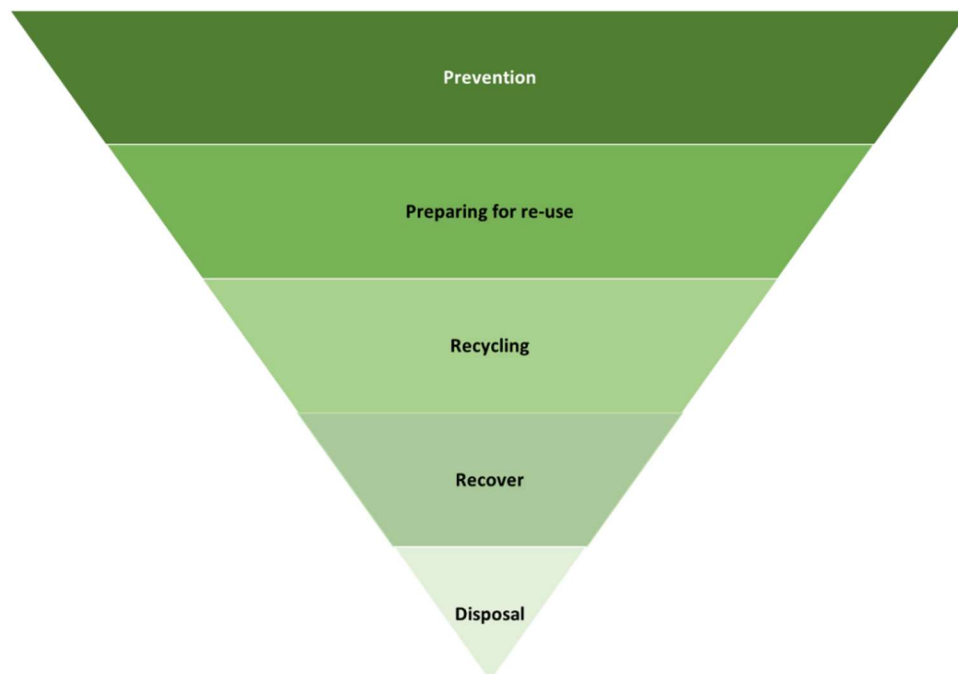 Prevention
Preparing for re-use
Recycling
Recover
Disposal